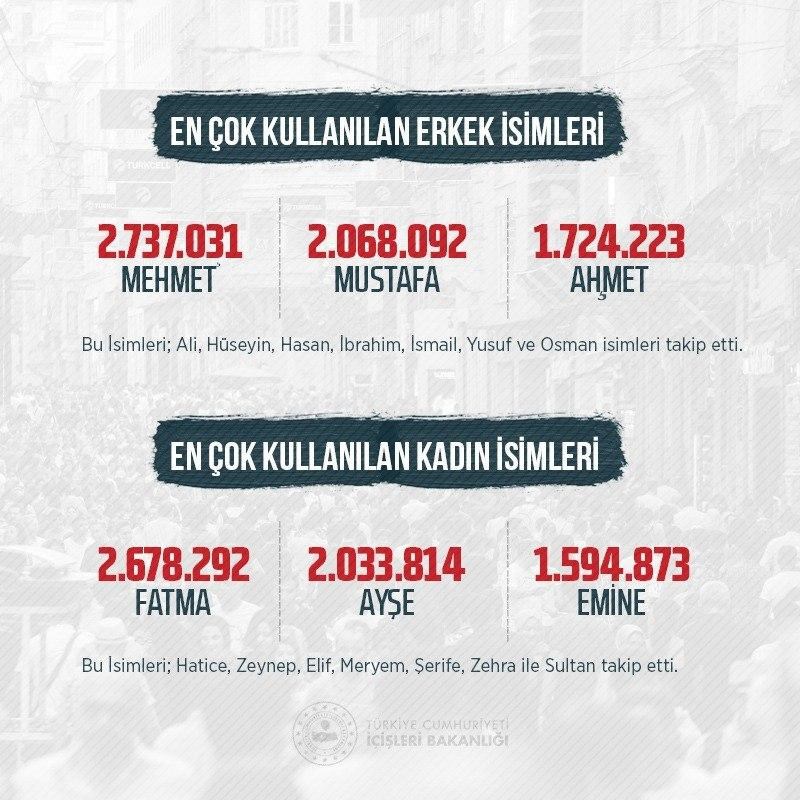 EN ÇOK KULLANILAN ERKEK İSİMLERİ
TURKCELL
2.737.031
MEHMET
2.068.092
MUSTAFA
1.724.223
AHMET
Bu İsimleri; Ali, Hüseyin, Hasan, İbrahim, İsmail, Yusuf ve Osman isimleri takip etti.
EN ÇOK KULLANILAN KADIN İSİMLERİ
2.678.292
FATMA
2.033.814
AYŞE
1.594.873
EMİNE
Bu İsimleri; Hatice, Zeynep, Elif, Meryem, Şerife, Zehra ile Sultan takip etti.
TÜRKİYE CUMHURİYETİ
İÇİŞLERİ BAKANLIĞI